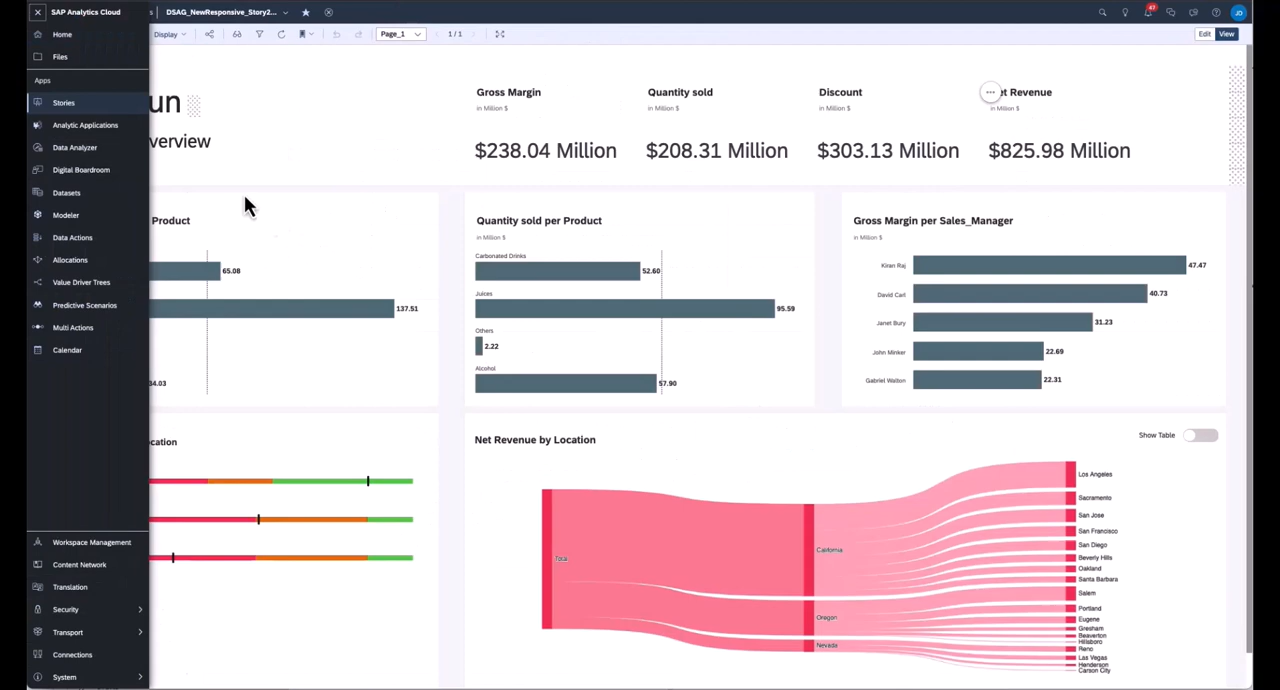 SAP Analytics Cloud
s
DSAG_NewResponsive_Story2...
47
JD
Home
Display
Page_1
1 / 1
Edit
View
Files
Apps
Stories
Analytic Applications
Data Analyzer
Digital Boardroom
Datasets
Modeler
Data Actions
Allocations
Value Driver Trees
Predictive Scenarios
Multi Actions
Calendar
Workspace Management
Content Network
Translation
Security
Transport
Connections
System
un
verview
Gross Margin
in Million $
$238.04 Million
Quantity sold
in Million $
$208.31 Million
Discount
in Million $
$303.13 Million
et Revenue
in Million $
$825.98 Million
Product
65.08
137.51
34.03
Quantity sold per Product
in Million $
Carbonated Drinks
52.60
Juices
95.59
Others
2.22
Alcohol
57.90
Gross Margin per Sales_Manager
in Million $
Kiran Raj
47.47
David Carl
40.73
Janet Bury
31.23
John Minker
22.69
Gabriel Walton
22.31
ocation
Net Revenue by Location
Show Table
Total
California
Oregon
Nevada
Los Angeles
Sacramento
San Jose
San Francisco
San Diego
Beverly Hills
Oakland
Santa Barbara
Salem
Portland
Eugene
Gresham
Beaverton
Hillsboro
Reno
Las Vegas
Henderson
Carson City